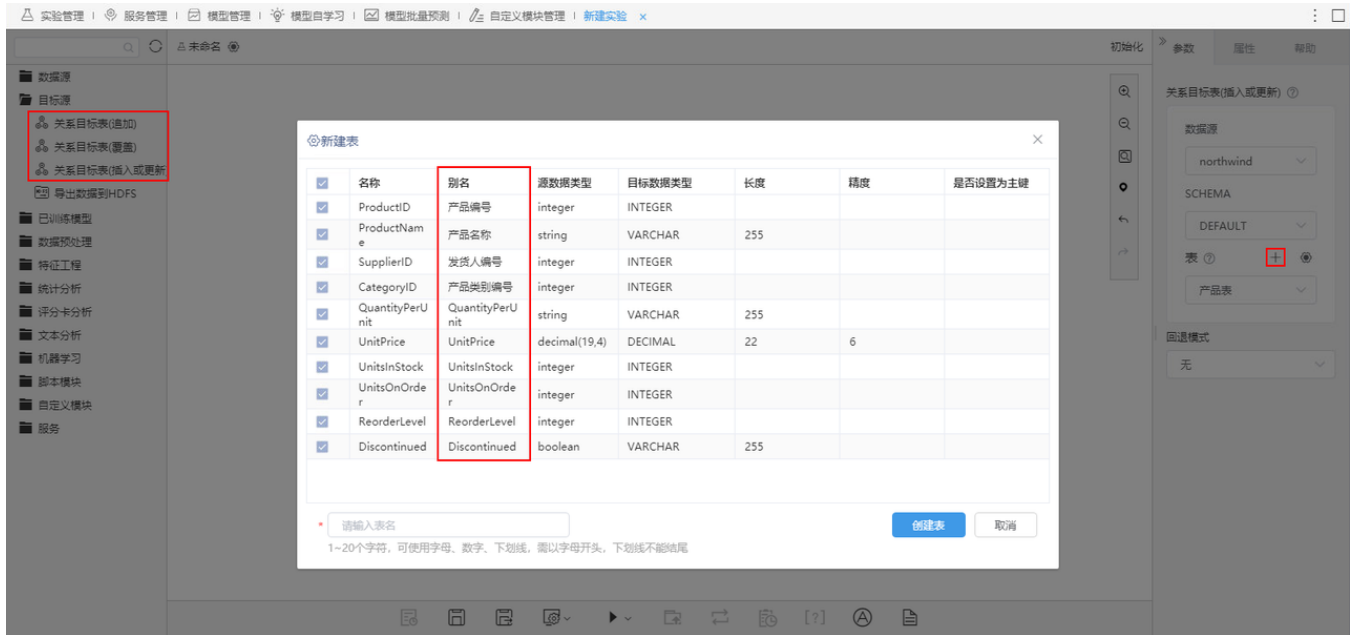 实验管理 服务管理 模型管理 模型自学习 模型批量预测 自定义模块管理 新建实验 ×
未命名 初始化 参数 属性 帮助
数据源
目标源
关系目标表(追加)
关系目标表(覆盖)
关系目标表(插入或更新
导出数据到HDFS
已训练模型
数据预处理
特征工程
统计分析
评分卡分析
文本分析
机器学习
脚本模块
自定义模块
服务
新建表
名称 别名 源数据类型 目标数据类型 长度 精度 是否设置为主键
ProductID 产品编号 integer INTEGER
ProductNam
e 产品名称 string VARCHAR 255
SupplierID 发货人编号 integer INTEGER
CategoryID 产品类别编号 integer INTEGER
QuantityPerU QuantityPerU
nit nit string VARCHAR 255
UnitPrice UnitPrice decimal(19,4) DECIMAL 22 6
UnitsInStock UnitsInStock integer INTEGER
UnitsOnOrde UnitsOnOrde
r r integer INTEGER
ReorderLevel ReorderLevel integer INTEGER
Discontinued Discontinued boolean VARCHAR 255
* 请输入表名 创建表 取消
1~20个字符，可使用字母、数字、下划线，需以字母开头，下划线不能结尾
关系目标表(插入或更新)
数据源
northwind
SCHEMA
DEFAULT
表
产品表
回退模式
无